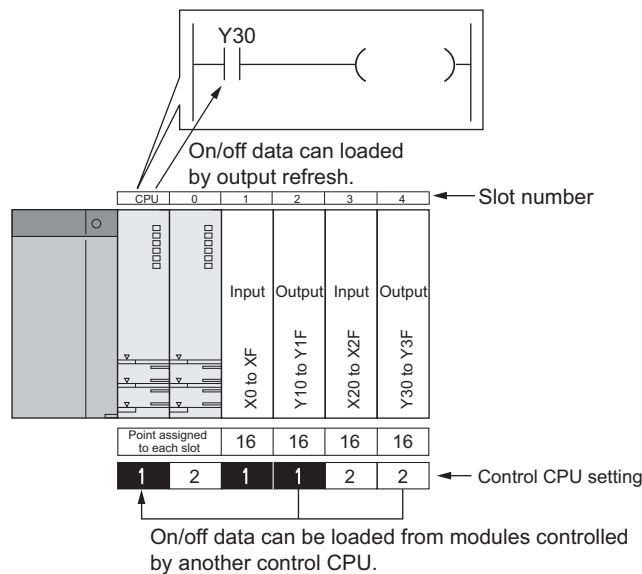 Y30
On/off data can loaded
by output refresh.
CPU 0 1 2 3 4
Slot number
Input Output Input Output
X0 to XF Y10 to Y1F X20 to X2F Y30 to Y3F
Point assigned
to each slot
16 16 16 16
1 2 1 1 2 2
Control CPU setting
On/off data can be loaded from modules controlled
by another control CPU.